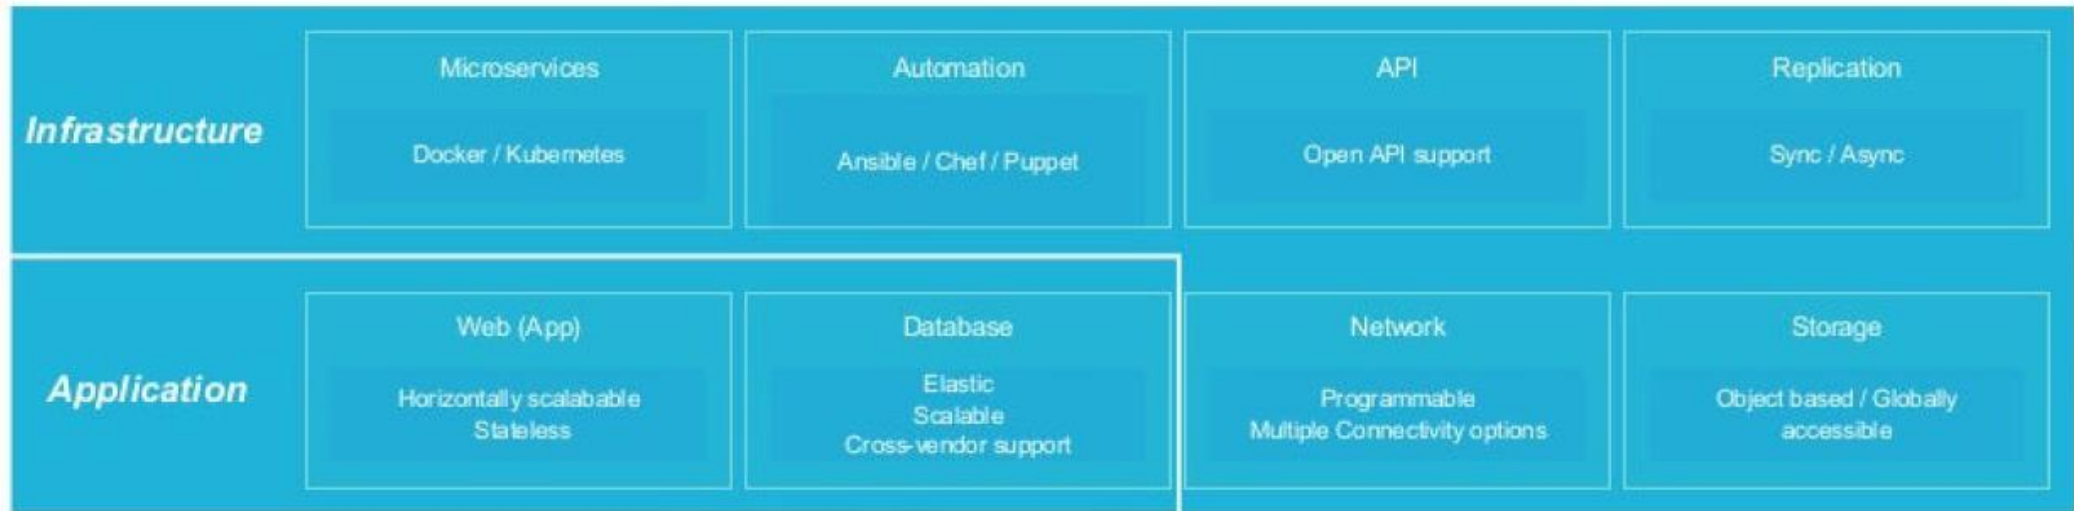 Infrastructure
Microservices
Docker / Kubernetes
Automation
Ansible / Chef / Puppet
API
Open API support
Replication
Sync / Async
Application
Web (App)
Horizontally scalabable
Stateless
Database
Elastic
Scalable
Cross-vendor support
Network
Programmable
Multiple Connectivity options
Storage
Object based / Globally
accessible